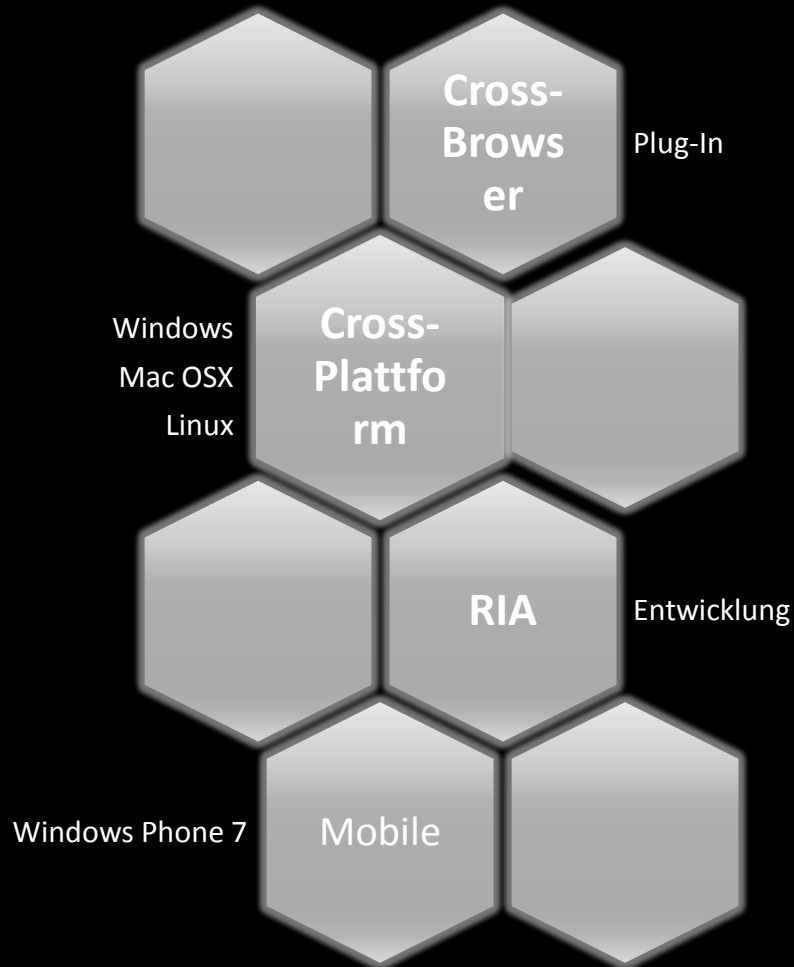 Cross-
Brows
er
Plug-In
Windows
Mac OSX
Linux
Cross-
Plattfo
rm
RIA
Entwicklung
Windows Phone 7
Mobile